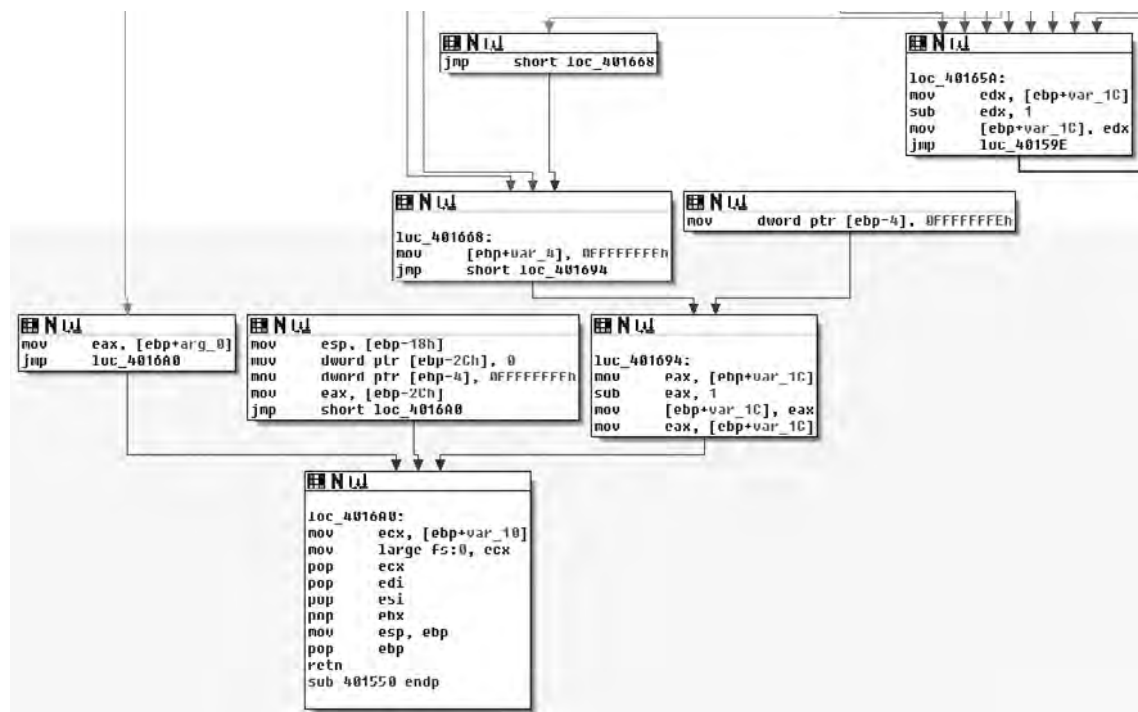 jmp short loc_401668
loc_40165A:
mov edx, [ebp+var_1C]
sub edx, 1
mov [ebp+var_1C], edx
jmp loc_40159E
loc_401668:
mov [ebp+var_4], 0FFFFFFFEh
jmp short loc_401694
mov dword ptr [ebp-4], 0FFFFFFFEh
mov eax, [ebp+arg_0]
jmp loc_4016A0
mov esp, [ebp-18h]
mov dword ptr [ebp-2Ch], 0
mov dword ptr [ebp-4], 0FFFFFFFEh
mov eax, [ebp-2Ch]
jmp short loc_4016A0
loc_401694:
mov eax, [ebp+var_1C]
sub eax, 1
mov [ebp+var_1C], eax
mov eax, [ebp+var_1C]
loc_4016A0:
mov ecx, [ebp+var_10]
mov large fs:0, ecx
pop ecx
pop edi
pop esi
pop ebx
mov esp, ebp
pop ebp
retn
sub_401550 endp